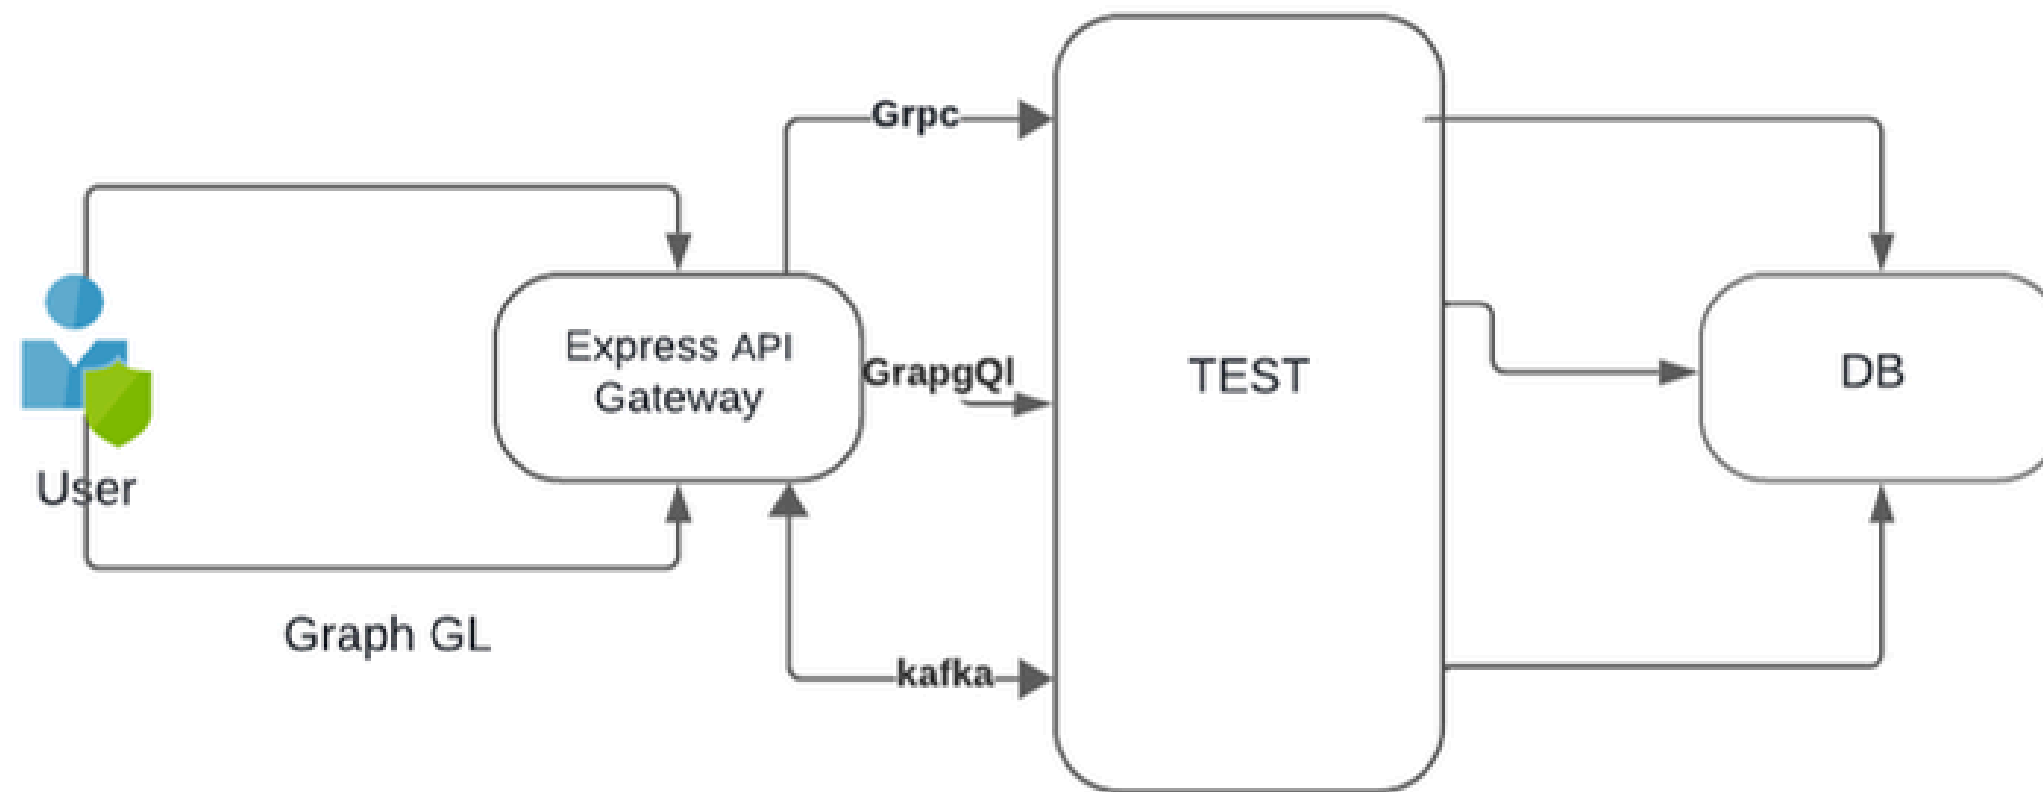 Grpc
Express API
Gateway
GrapgQl
TEST
DB
User
Graph GL
kafka